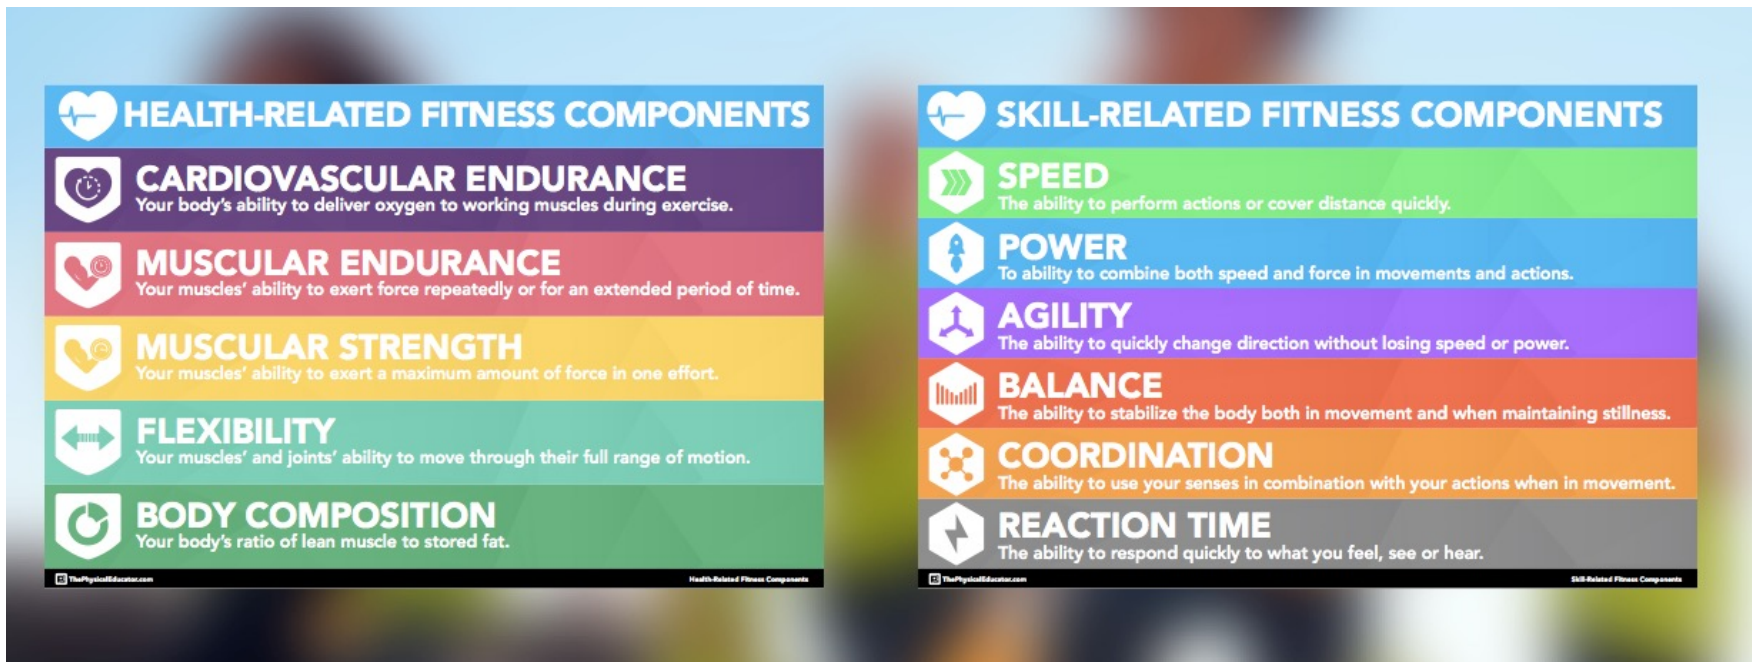 HEALTH-RELATED FITNESS COMPONENTS
CARDIOVASCULAR ENDURANCE
Your body's ability to deliver oxygen to working muscles during exercise.
MUSCULAR ENDURANCE
Your muscles' ability to exert force repeatedly or for an extended period of time.
MUSCULAR STRENGTH
Your muscles' ability to exert a maximum amount of force in one effort.
FLEXIBILITY
Your muscles' and joints' ability to move through their full range of motion.
BODY COMPOSITION
Your body's ratio of lean muscle to stored fat.
ThePhysicalEducator.com
Health-Related Fitness Components
SKILL-RELATED FITNESS COMPONENTS
SPEED
The ability to perform actions or cover distance quickly.
POWER
To ability to combine both speed and force in movements and actions.
AGILITY
The ability to quickly change direction without losing speed or power.
BALANCE
The ability to stabilize the body both in movement and when maintaining stillness.
COORDINATION
The ability to use your senses in combination with your actions when in movement.
REACTION TIME
The ability to respond quickly to what you feel, see or hear.
ThePhysicalEducator.com
Skill-Related Fitness Components